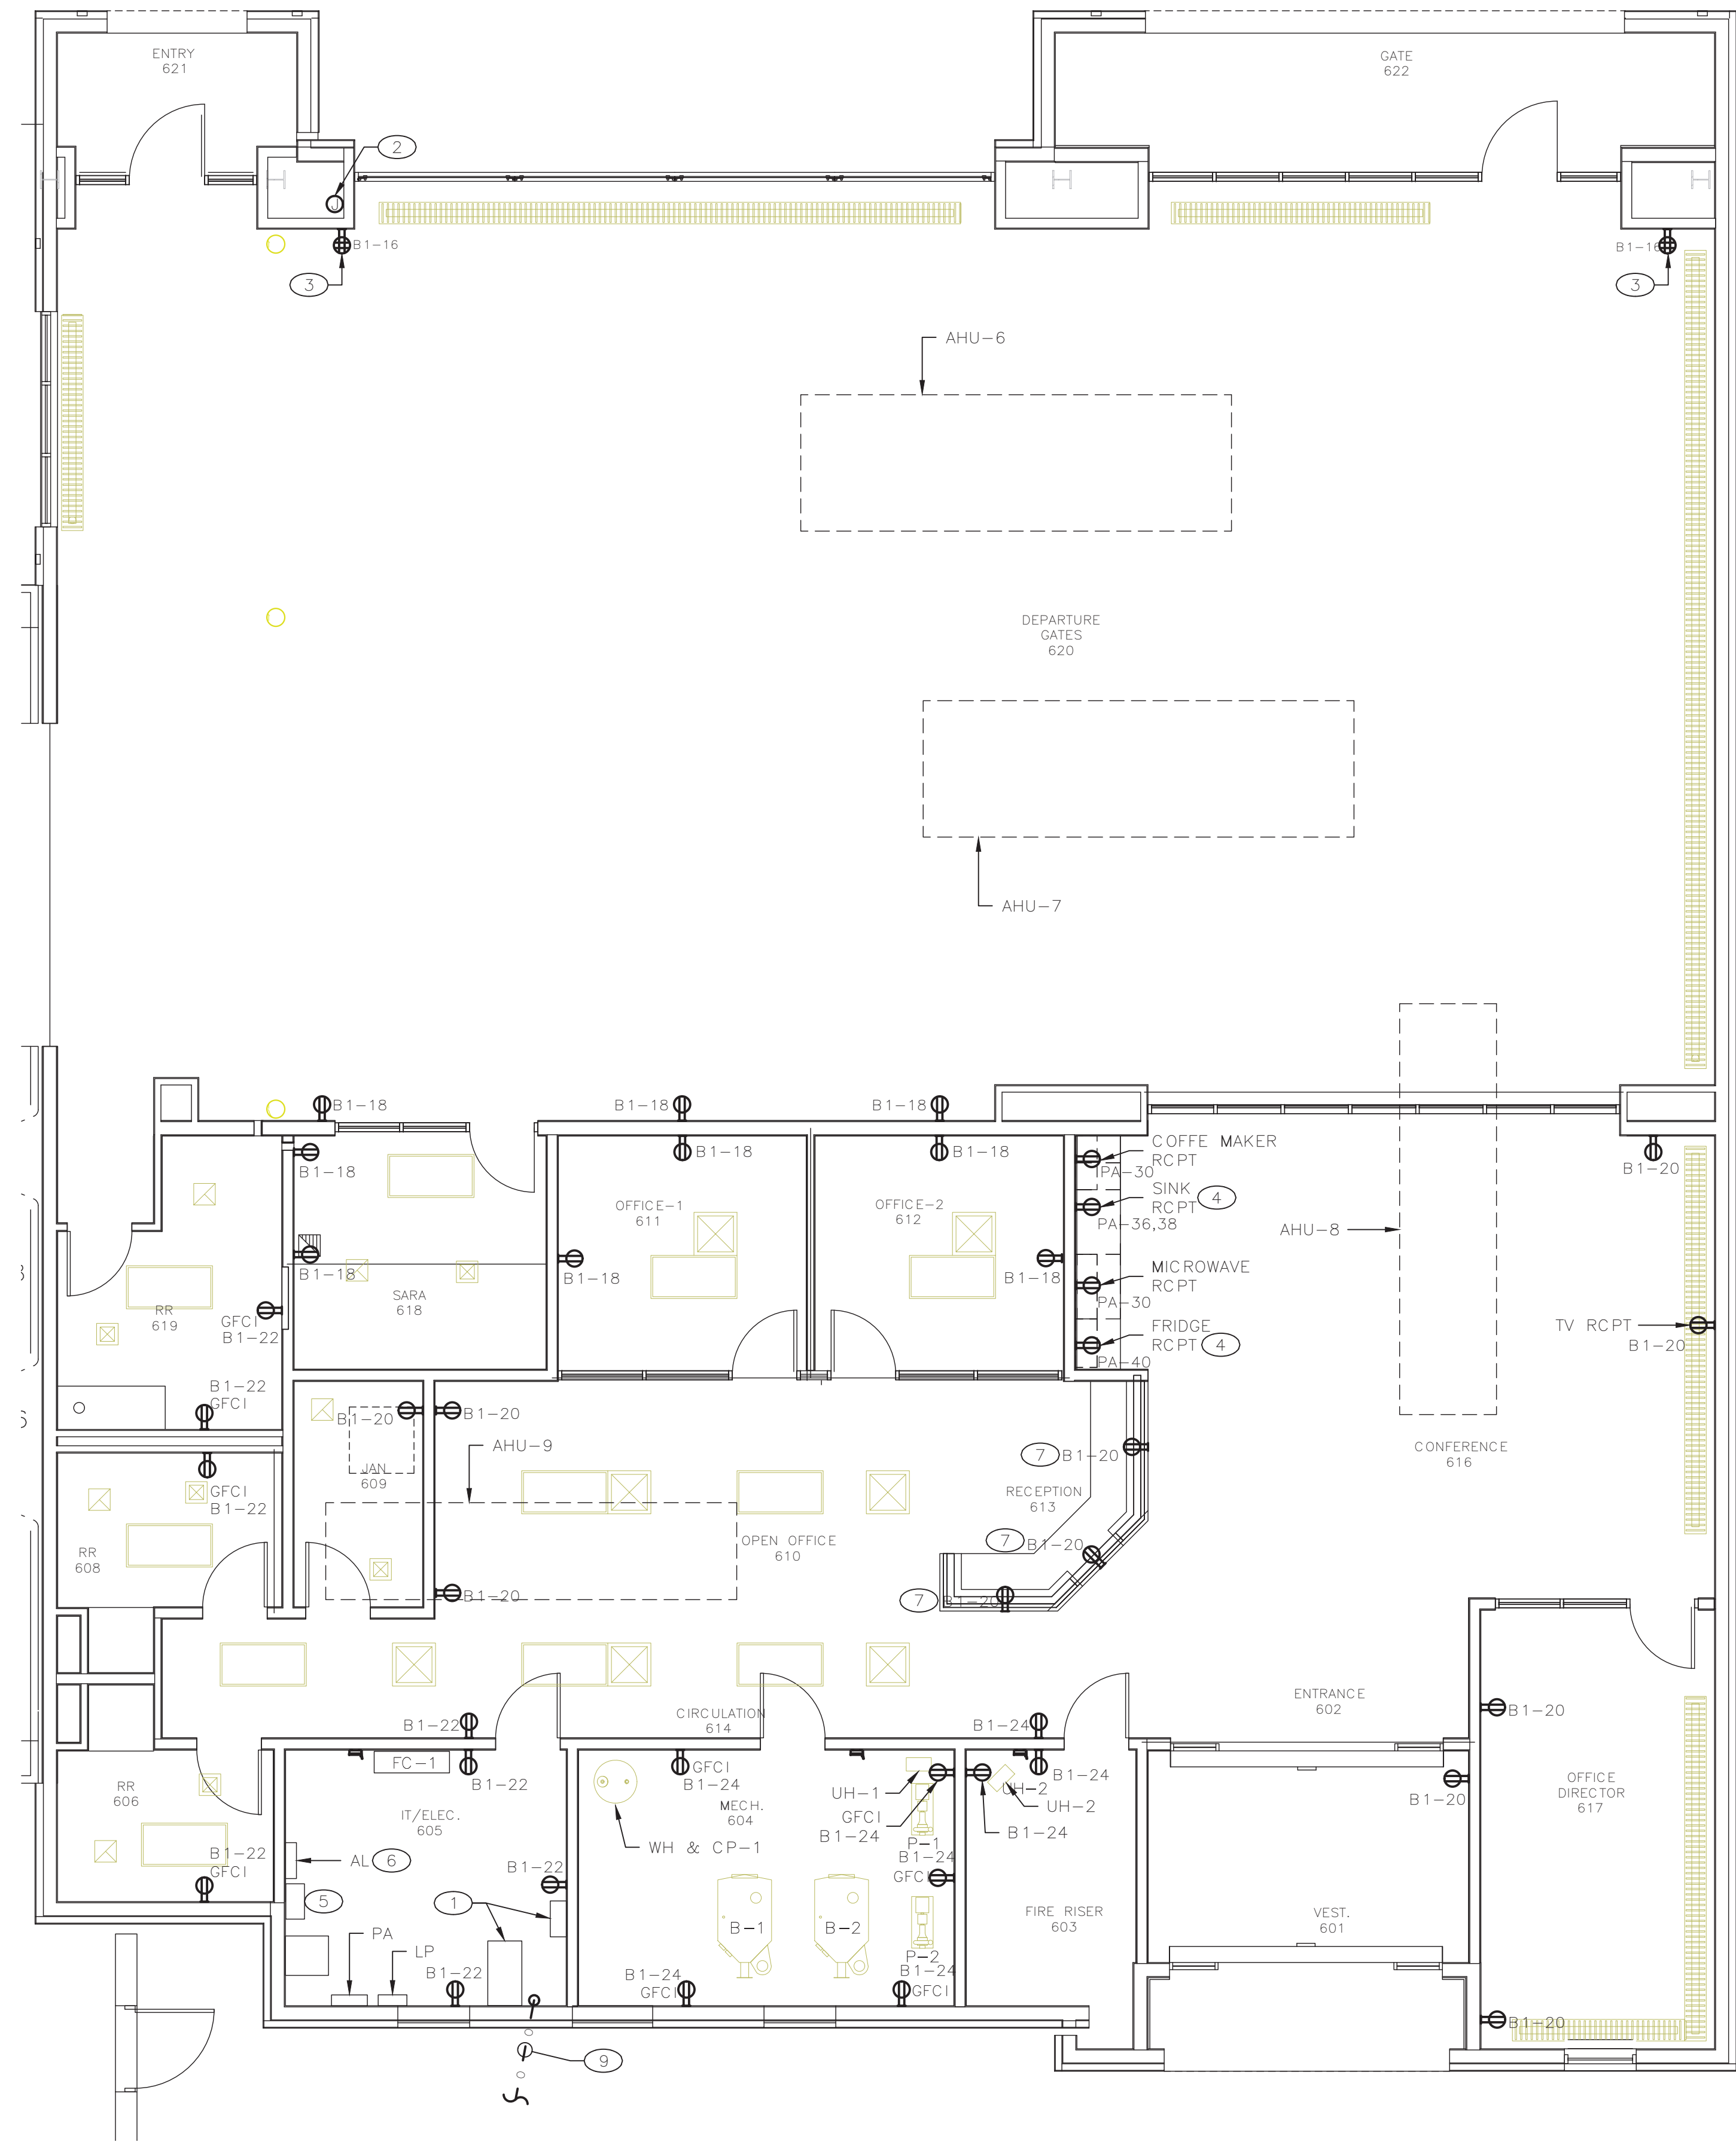 ENTRY
621
GATE
622
2
J
B1-16
3
B1-16
3
AHU-6
DEPARTURE
GATES
620
AHU-7
B1-18
B1-18
B1-18
B1-18
B1-18
B1-18
COFFE MAKER
RCPT
PA-30
SINK
RCPT
4
PA-36,38
B1-20
OFFICE-1
611
OFFICE-2
612
AHU-8
B1-18
B1-18
B1-18
MICROWAVE
RCPT
PA-30
SARA
618
RR
619
GFCI
B1-22
FRIDGE
RCPT
4
PA-40
TV RCPT
B1-20
B1-22
GFCI
B1-20
B1-20
AHU-9
7
B1-20
CONFERENCE
616
JAN
609
GFCI
B1-22
RECEPTION
613
RR
608
OPEN OFFICE
610
7
B1-20
B1-20
7
B1-20
ENTRANCE
602
B1-20
CIRCULATION
614
B1-22
B1-24
FC-1
B1-22
GFCI
B1-24
UH-1
GFCI
B1-24
UH-2
UH-2
B1-24
B1-24
B1-20
RR
606
IT/ELEC.
605
MECH.
604
OFFICE
DIRECTOR
617
WH & CP-1
P-1
B1-24
GFCI
B1-22
GFCI
AL
6
B1-22
5
1
B-1
B-2
FIRE RISER
603
VEST.
601
PA
LP
B1-22
B1-24
GFCI
P-2
B1-24
GFCI
B1-20
9